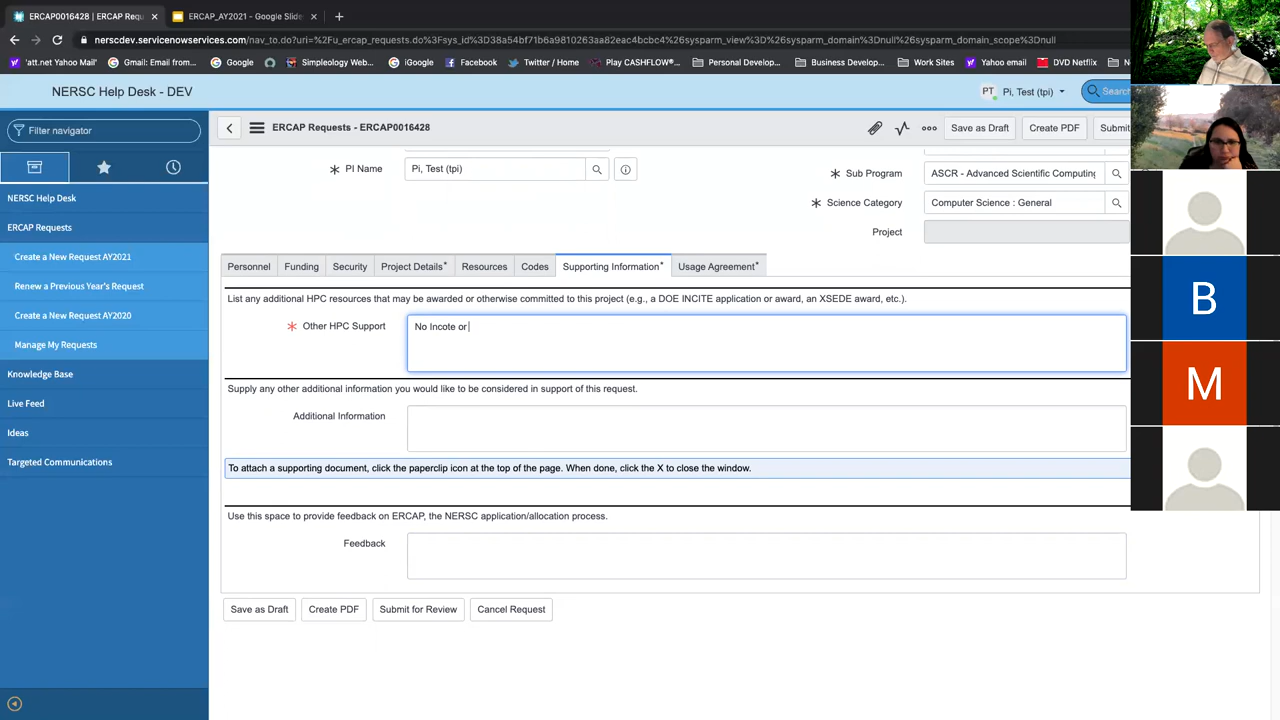 ERCAP0016428 | ERCAP Requ
ERCAP_AY2021 - Google Slide
nerscdev.servicenowservices.com/nav_to.do?uri=%2Fu_ercap_requests.do%3Fsys_id%3D38a54bf71b6a9810263aa82eac4bcbc4%26sysparm_view%3D%26sysparm_domain%3Dnull%26sysparm_domain_scope%3Dnull
'att.net Yahoo Mail'
Gmail: Email from...
Google
Simpleology Web...
iGoogle
Facebook
Twitter / Home
Play CASHFLOW®...
Personal Develop...
Business Develop...
Work Sites
Yahoo email
DVD Netflix
NERSC Help Desk - DEV
PT Pi, Test (tpi)
Search
Filter navigator
ERCAP Requests - ERCAP0016428
Save as Draft
Create PDF
Submit
NERSC Help Desk
ERCAP Requests
Create a New Request AY2021
Renew a Previous Year's Request
Create a New Request AY2020
Manage My Requests
Knowledge Base
Live Feed
Ideas
Targeted Communications
PI Name Pi, Test (tpi)
Sub Program ASCR - Advanced Scientific Computing
Science Category Computer Science : General
Project
Personnel Funding Security Project Details* Resources Codes Supporting Information* Usage Agreement*
List any additional HPC resources that may be awarded or otherwise committed to this project (e.g., a DOE INCITE application or award, an XSEDE award, etc.).
Other HPC Support No Incote or
Supply any other additional information you would like to be considered in support of this request.
Additional Information
To attach a supporting document, click the paperclip icon at the top of the page. When done, click the X to close the window.
Use this space to provide feedback on ERCAP, the NERSC application/allocation process.
Feedback
Save as Draft Create PDF Submit for Review Cancel Request
B
M